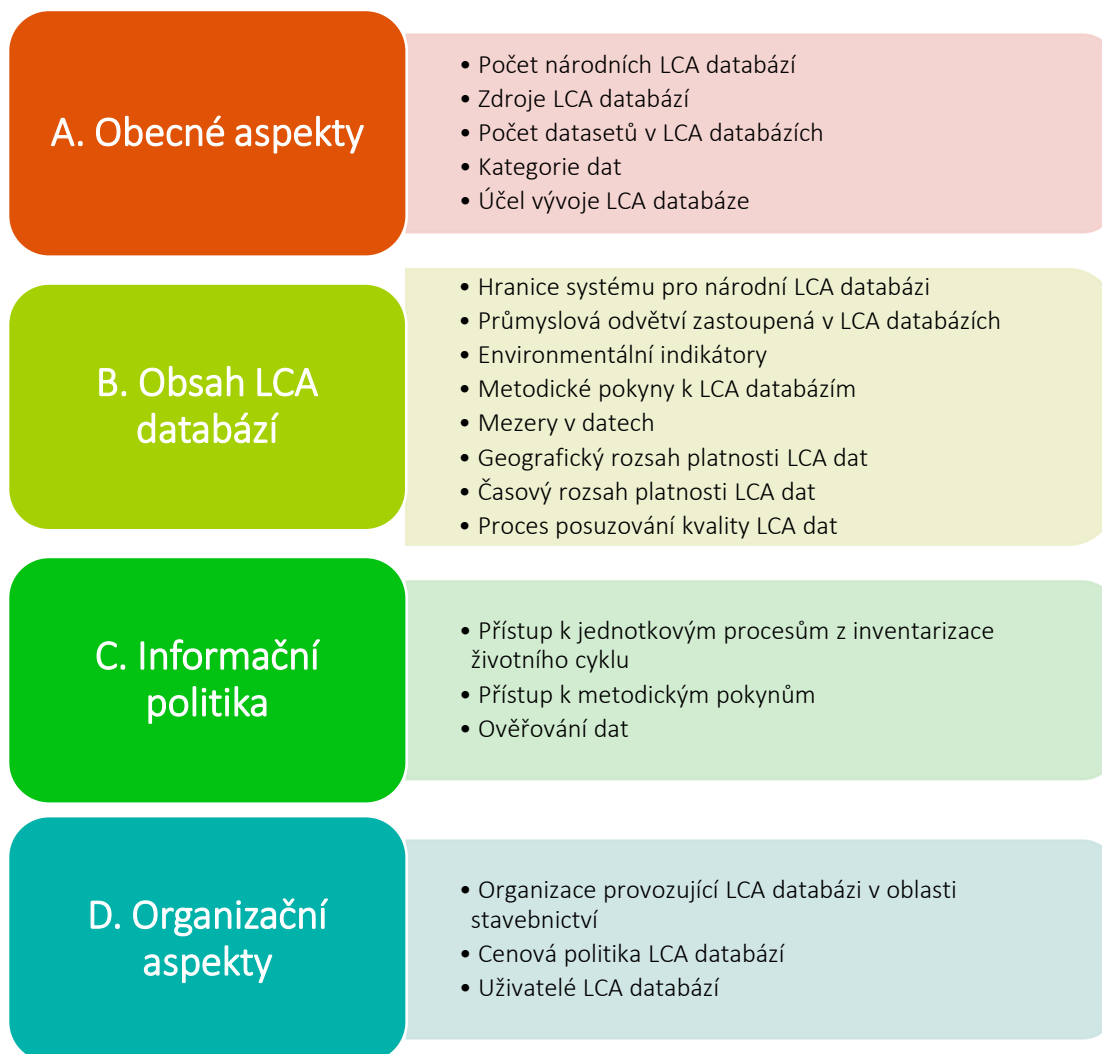 A. Obecné aspekty
• Počet národních LCA databází
• Zdroje LCA databází
• Počet datasetů v LCA databázích
• Kategorie dat
• Účel vývoje LCA databáze
B. Obsah LCA
databází
• Hranice systému pro národní LCA databázi
• Průmyslová odvětví zastoupená v LCA databázích
• Environmentální indikátory
• Metodické pokyny k LCA databázím
• Mezery v datech
• Geografický rozsah platnosti LCA dat
• Časový rozsah platnosti LCA dat
• Proces posuzování kvality LCA dat
C. Informační
politika
• Přístup k jednotkovým procesům z inventarizace
životního cyklu
• Přístup k metodickým pokynům
• Ověřování dat
D. Organizační
aspekty
• Organizace provozující LCA databázi v oblasti
stavebnictví
• Cenová politika LCA databází
• Uživatelé LCA databází